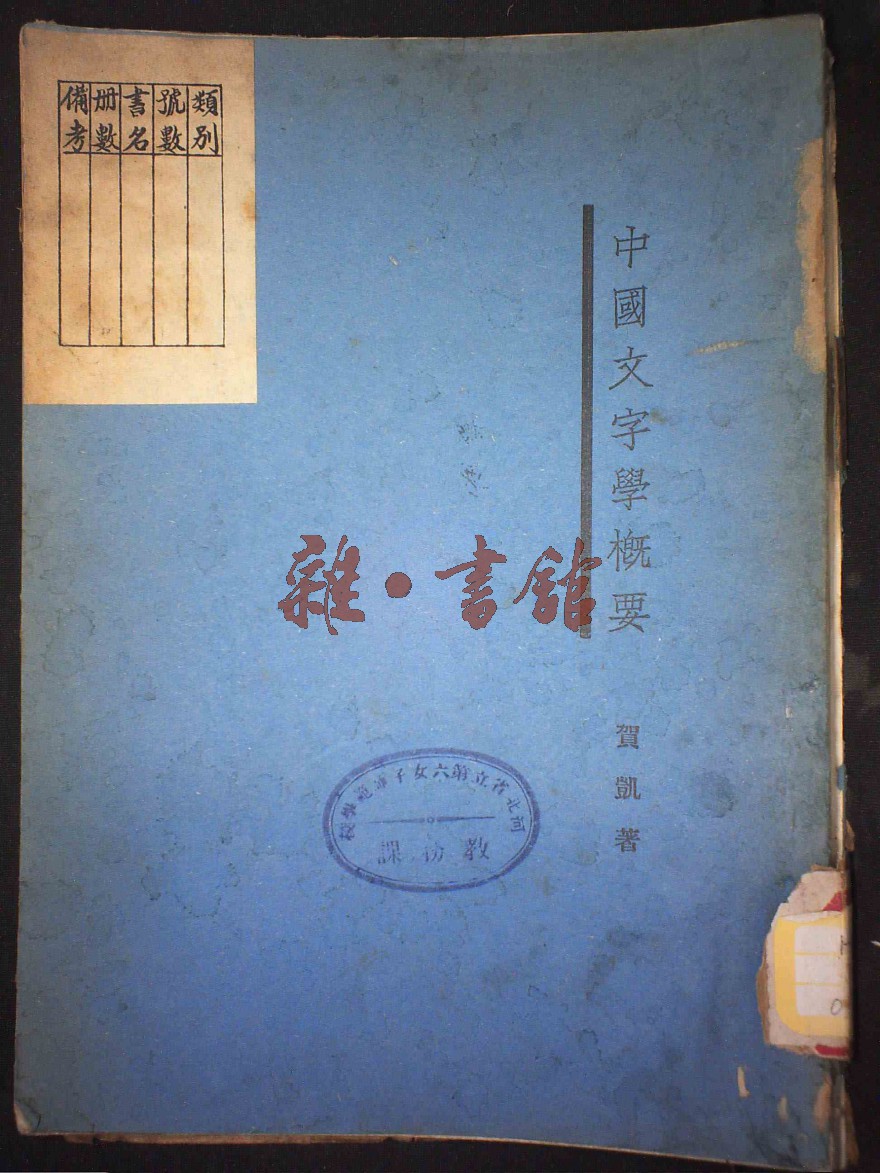 類別
號數
書名
册數
備考
中國文字學概要
賀凱著
雜·書館
河北省立第六女子師範學校
教務課